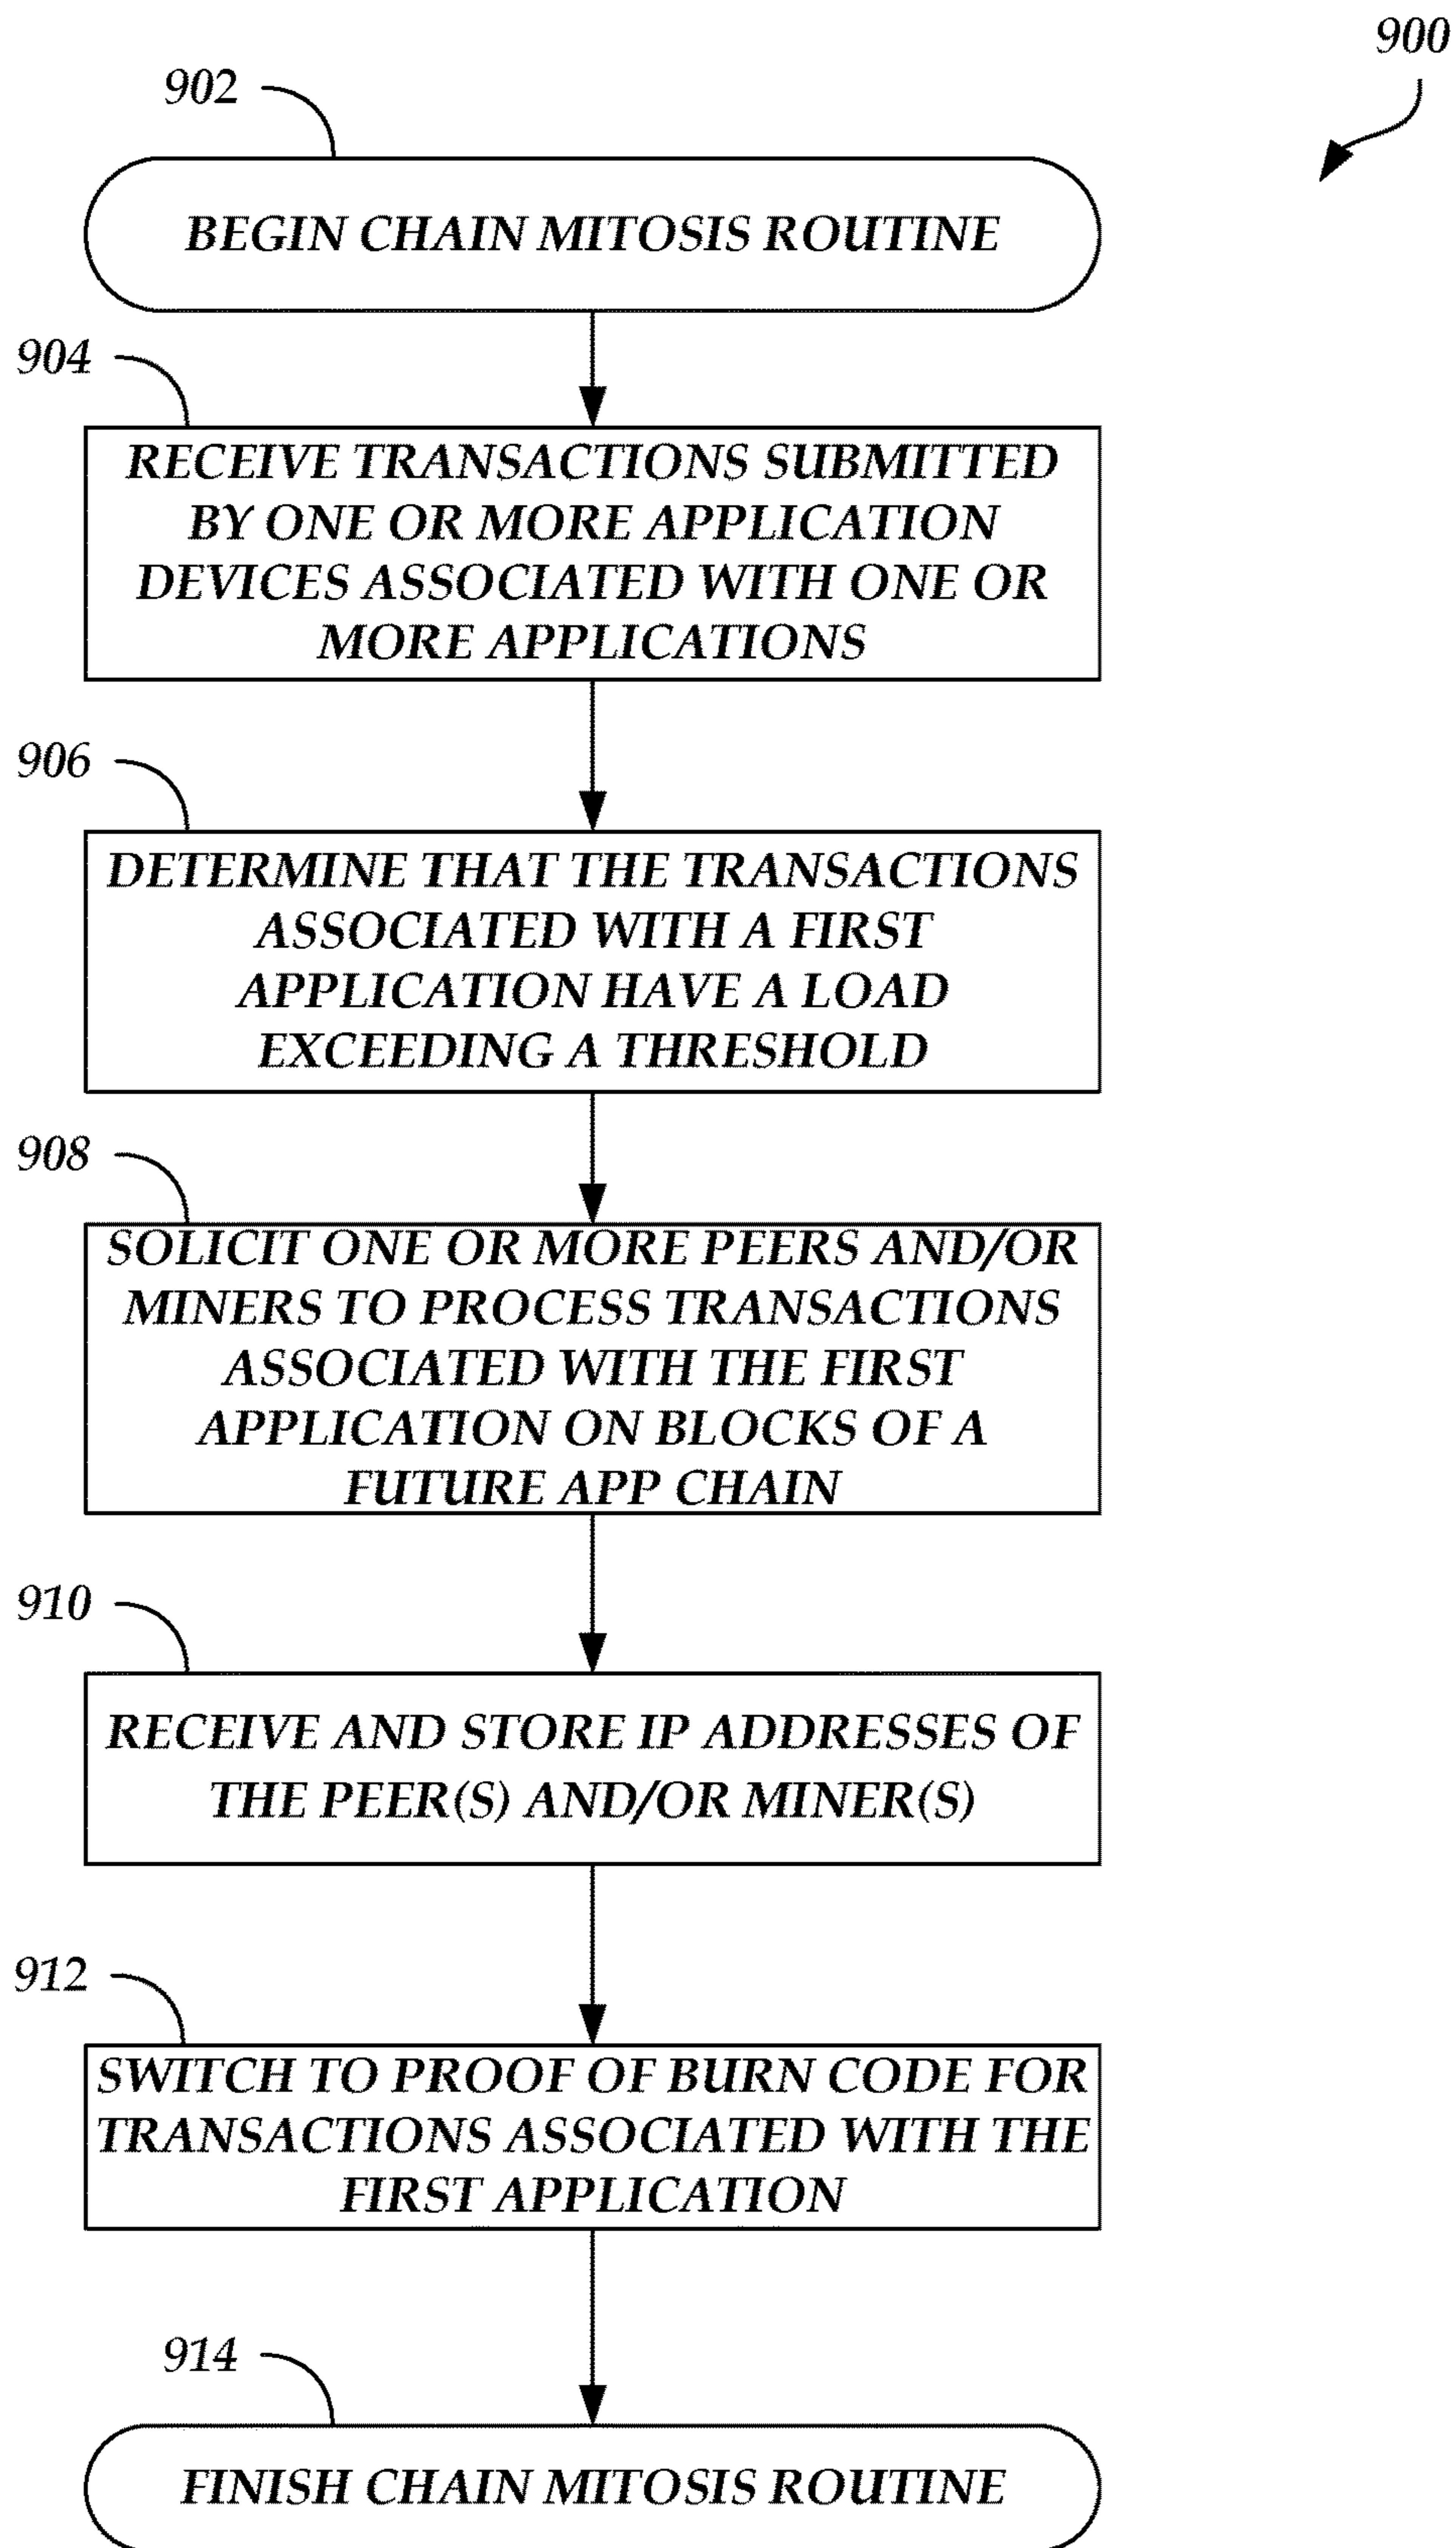 900
902
BEGIN CHAIN MITOSIS ROUTINE
904
RECEIVE TRANSACTIONS SUBMITTED
BY ONE OR MORE APPLICATION
DEVICES ASSOCIATED WITH ONE OR
MORE APPLICATIONS
906
DETERMINE THAT THE TRANSACTIONS
ASSOCIATED WITH A FIRST
APPLICATION HAVE A LOAD
EXCEEDING A THRESHOLD
908
SOLICIT ONE OR MORE PEERS AND/OR
MINERS TO PROCESS TRANSACTIONS
ASSOCIATED WITH THE FIRST
APPLICATION ON BLOCKS OF A
FUTURE APP CHAIN
910
RECEIVE AND STORE IP ADDRESSES OF
THE PEER(S) AND/OR MINER(S)
912
SWITCH TO PROOF OF BURN CODE FOR
TRANSACTIONS ASSOCIATED WITH THE
FIRST APPLICATION
914
FINISH CHAIN MITOSIS ROUTINE